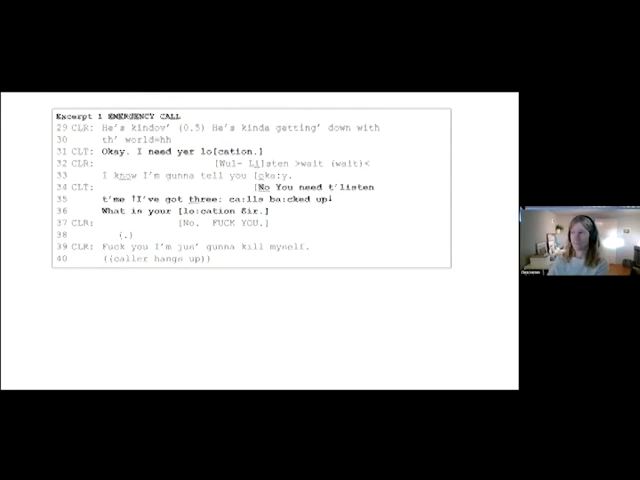 Excerpt 1 EMERGENCY CALL
29 CLR: He's kindov' (0.5) He's kinda getting' down with
30 th' world=hh
31 CLT: Okay. I need yer lo[cation.]
32 CLR: [Wul- Listen >wait (wait)<
33 I know I'm gunna tell you [oka:y.
34 CLT: [No You need t'listen
35 t'me ↑I've got three: ca:lls ba:cked up↓
36 What in your [lo:cation Sir.]
37 CLR: [No. FUCK YOU.]
38 (.)
39 CLR: Fuck you I'm jus' gunna kill myself.
40 ((caller hangs up))